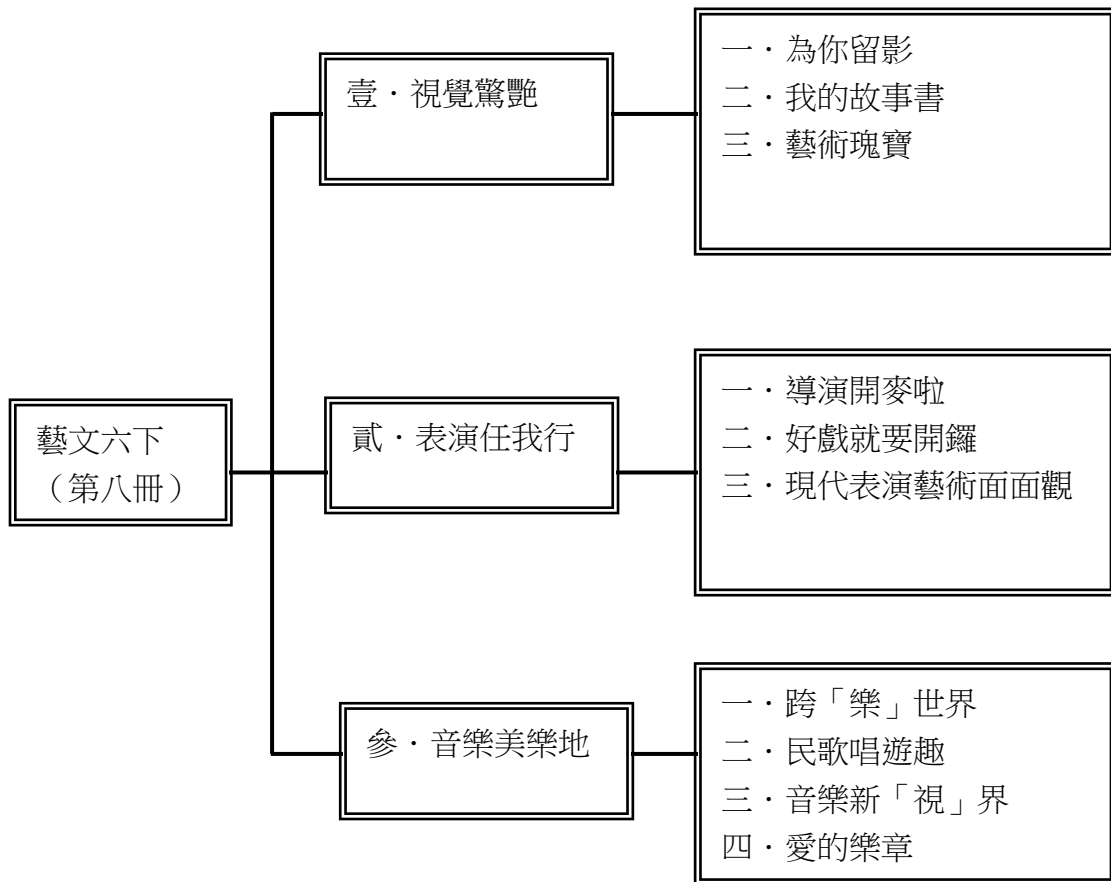 藝文六下
（第八冊）
壹．視覺驚艷
一．為你留影
二．我的故事書
三．藝術瑰寶
貳．表演任我行
一．導演開麥啦
二．好戲就要開鑼
三．現代表演藝術面面觀
參．音樂美樂地
一．跨「樂」世界
二．民歌唱遊趣
三．音樂新「視」界
四．愛的樂章